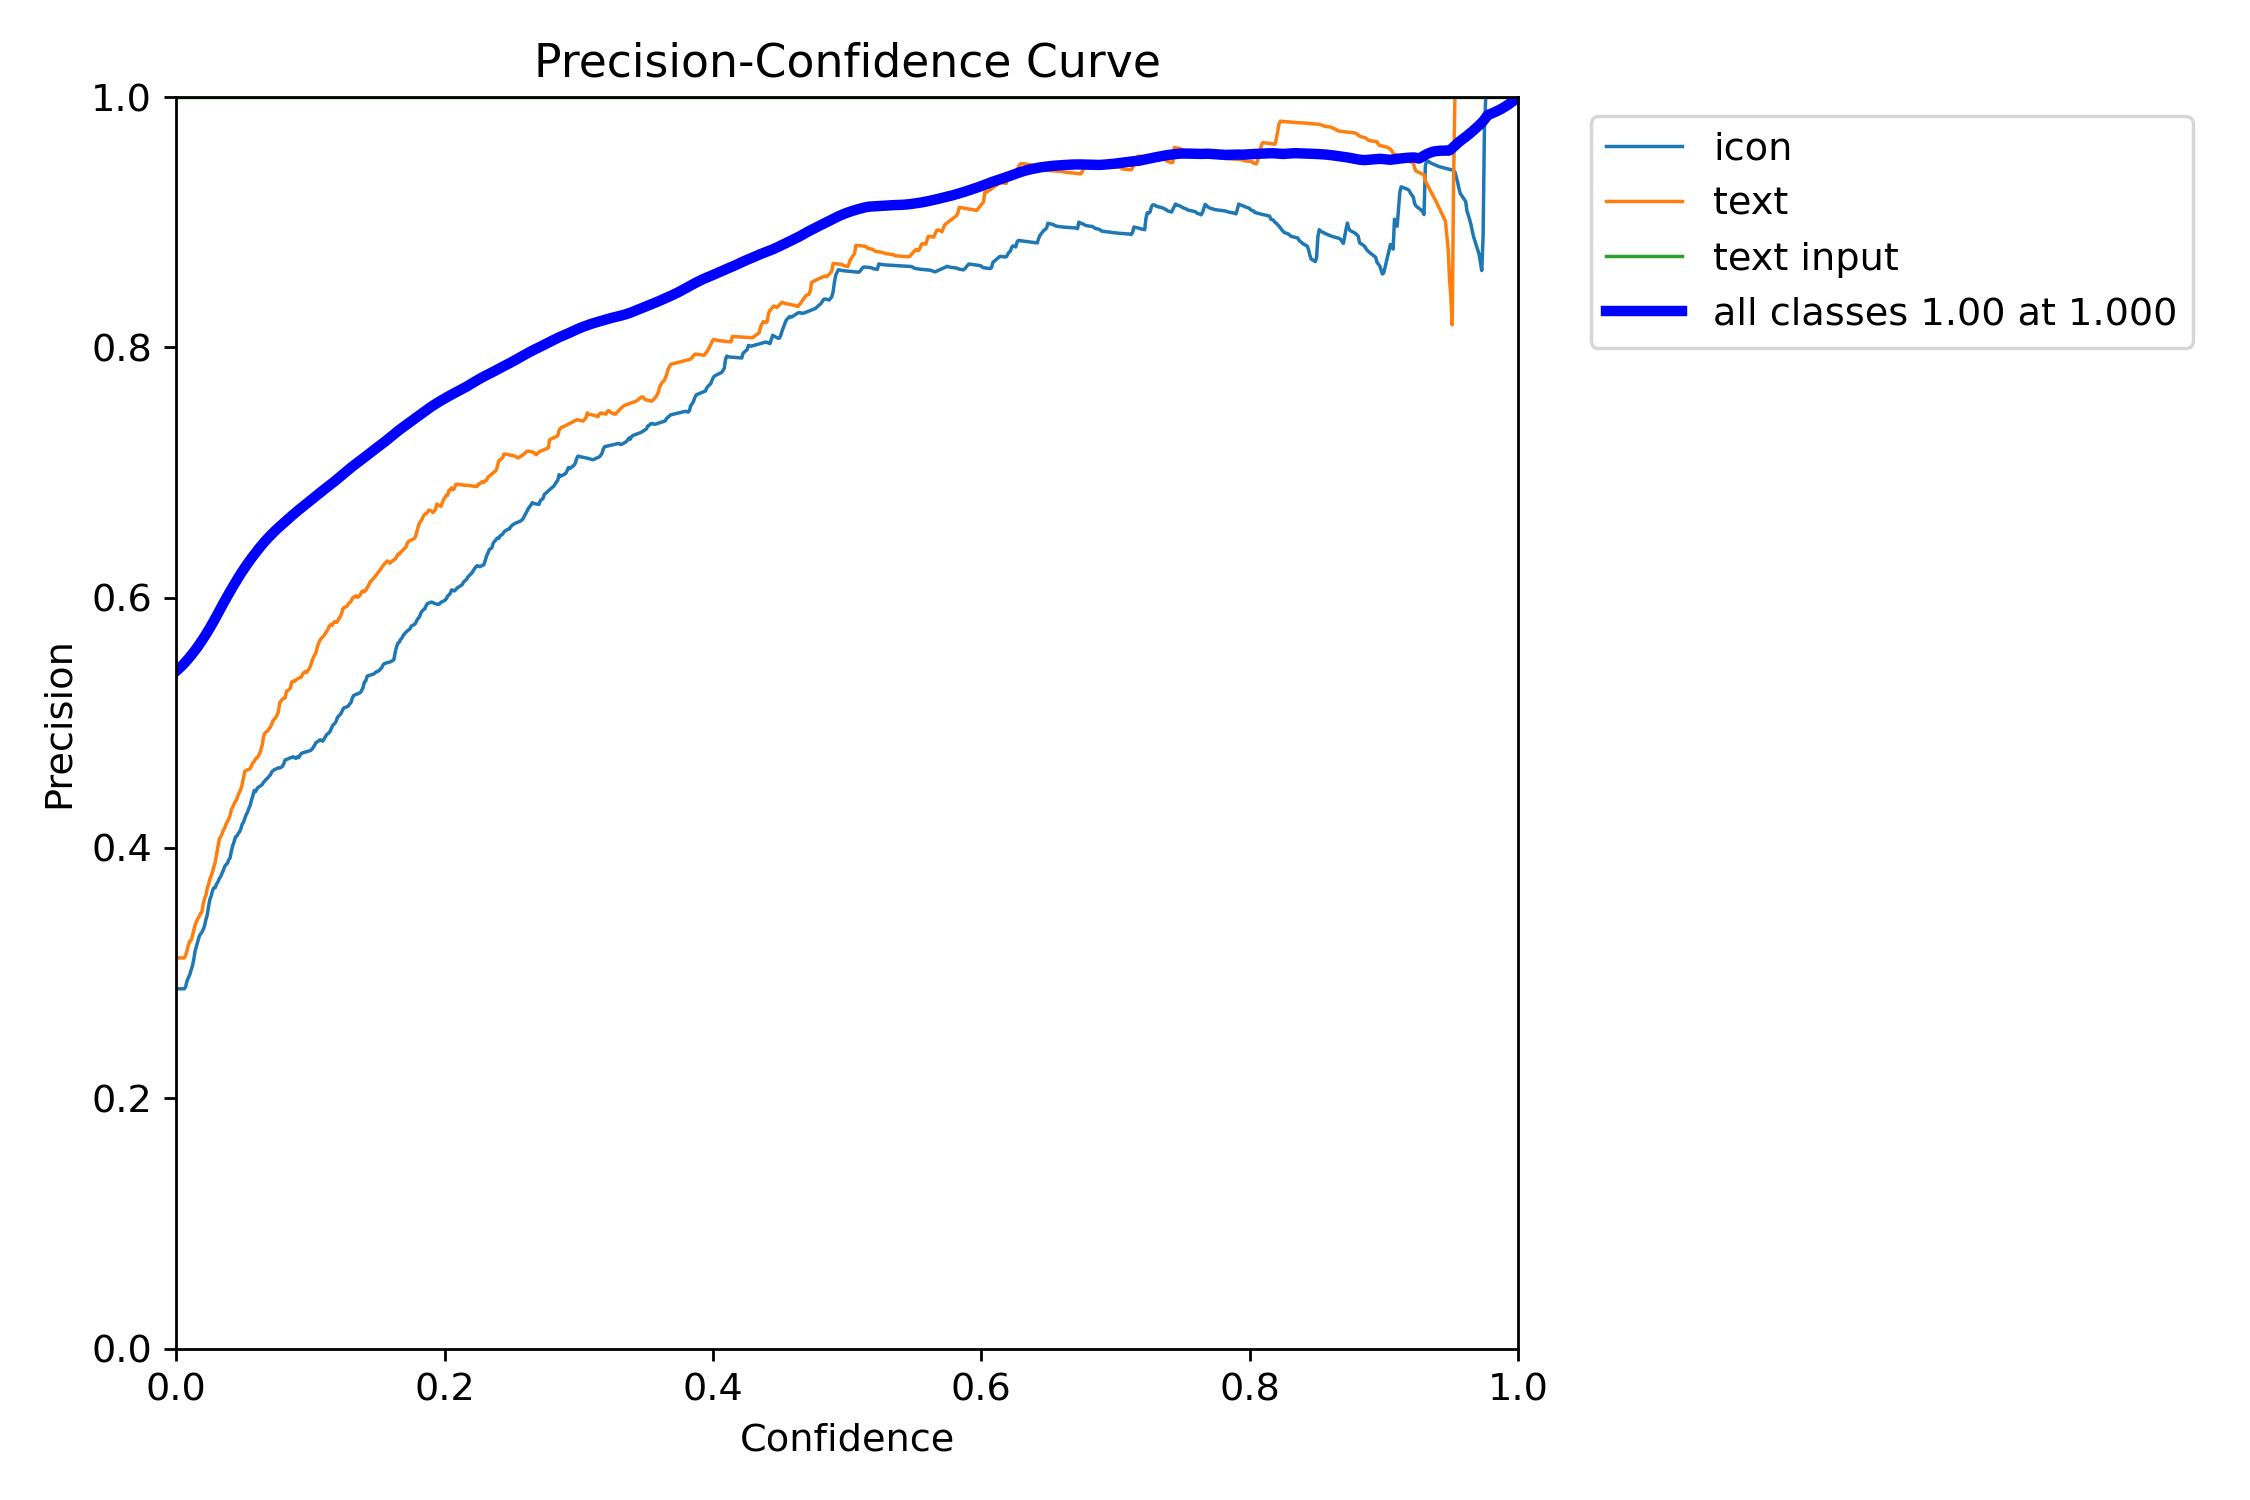 Precision-Confidence Curve
1.0
0.8
0.6
0.4
0.2
0.0
Precision
0.0 0.2 0.4 0.6 0.8 1.0
Confidence
icon
text
text input
all classes 1.00 at 1.000